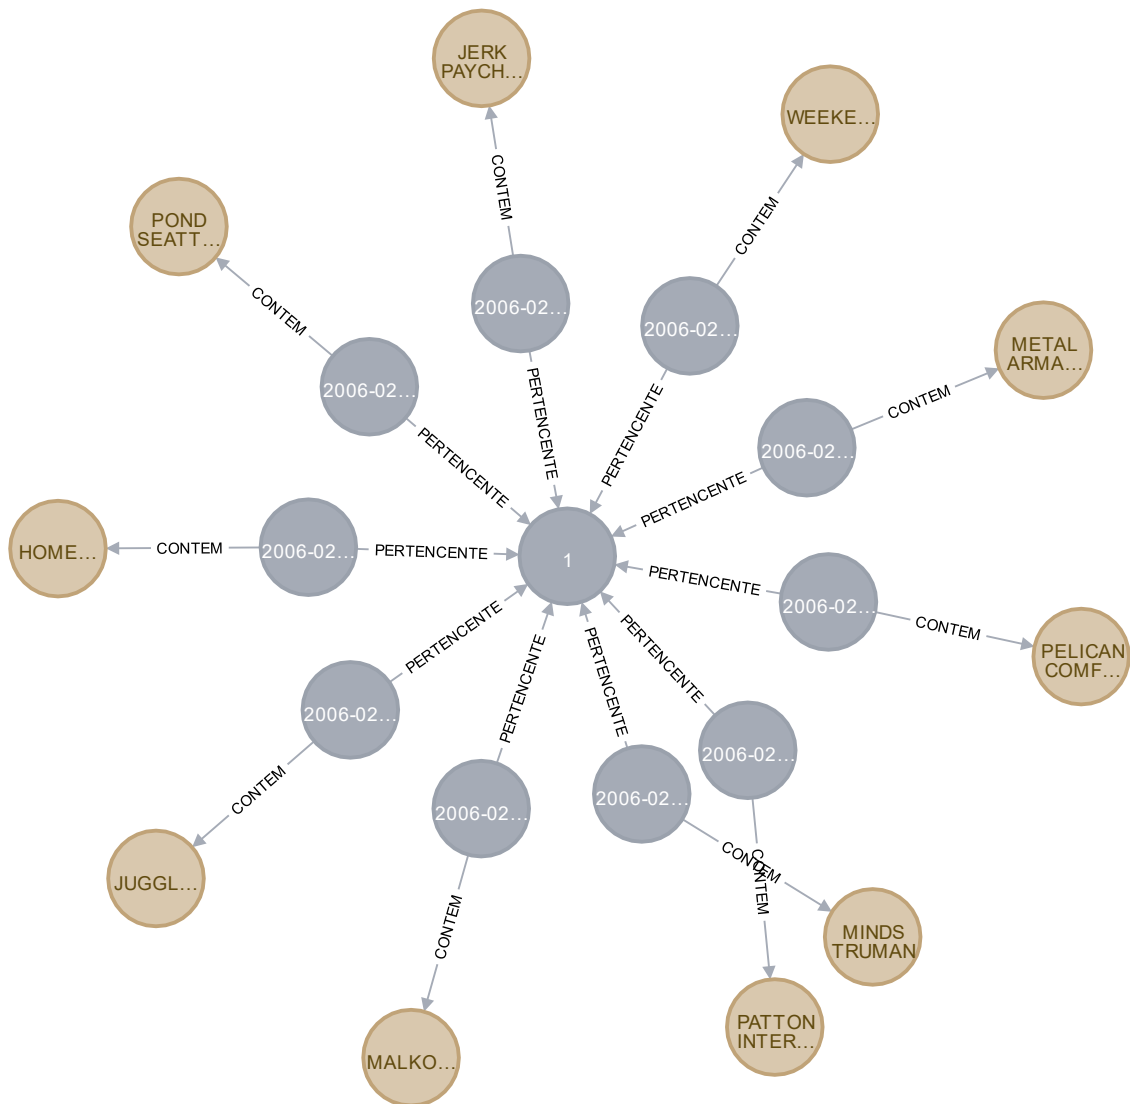 JERK
PAYCH…
WEEKE…
CONTEM
CONTEM
POND
SEATT…
CONTEM
2006-02…
2006-02…
METAL
ARMA…
2006-02…
CONTEM
PERTENCENTE
PERTENCENTE
2006-02…
PERTENCENTE
PERTENCENTE
HOME…
CONTEM
2006-02…
PERTENCENTE
1
PERTENCENTE
2006-02…
CONTEM
PELICAN
COMF…
PERTENCENTE
PERTENCENTE
PERTENCENTE
PERTENCENTE
2006-02…
2006-02…
CONTEM
2006-02…
2006-02…
CONTEM
CONTEM
JUGGL…
CONTEM
MINDS
TRUMAN
PATTON
INTER…
MALKO…